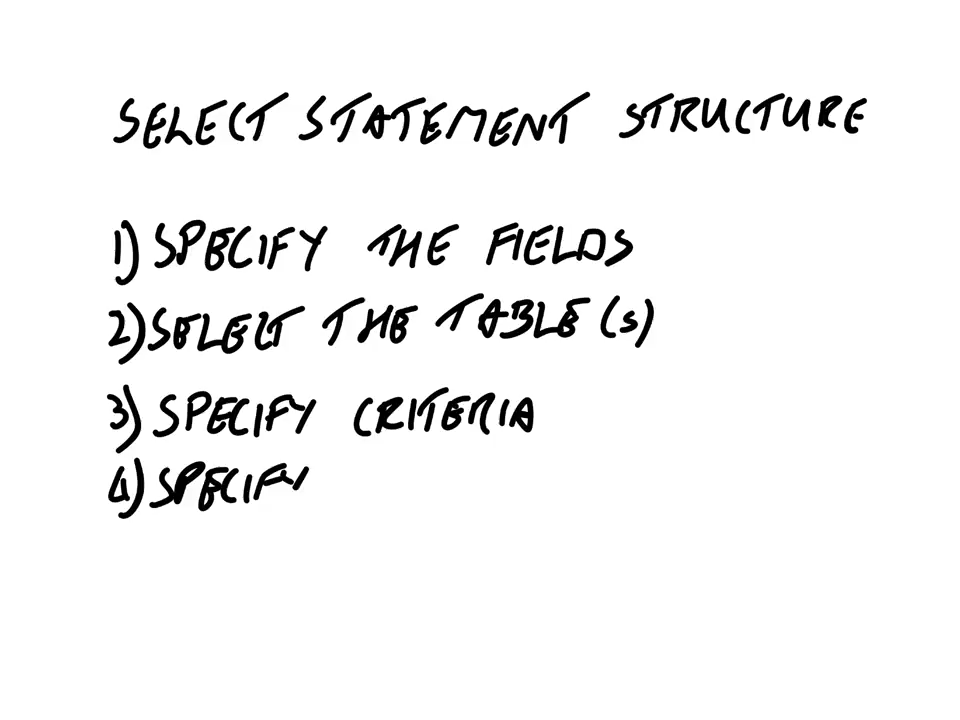 SELECT STATEMENT STRUCTURE
1) SPECIFY THE FIELDS
2) SELECT THE TABLE(S)
3) SPECIFY CRITERIA
4) SPECIFY